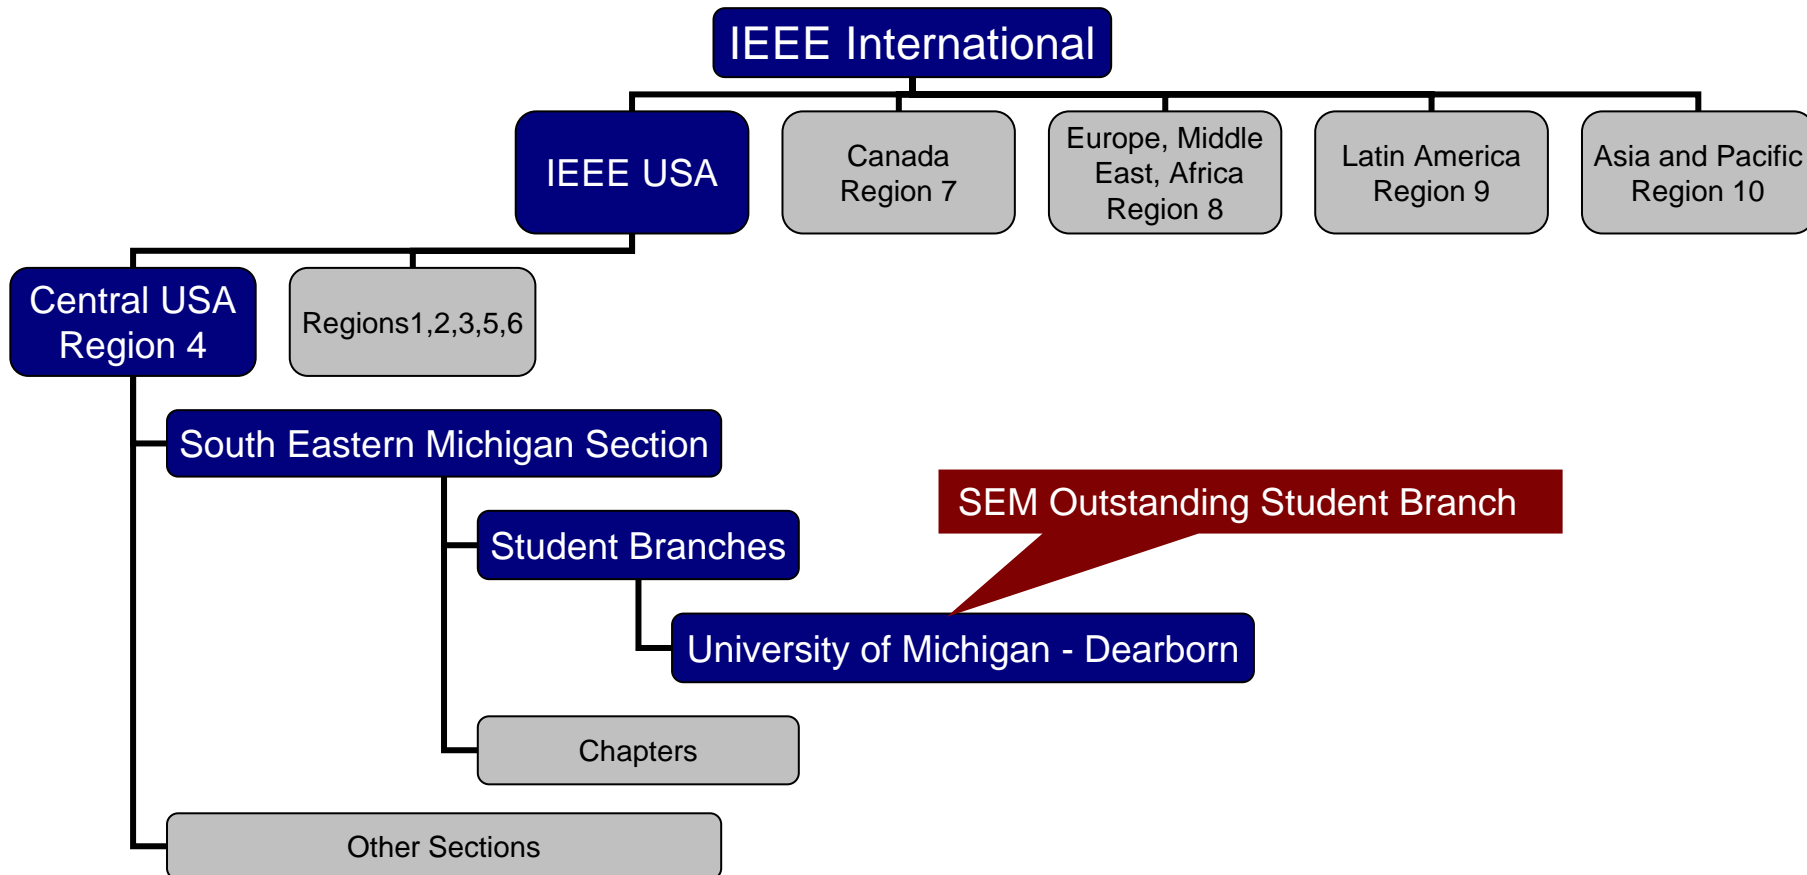 IEEE International
IEEE USA
Canada
Region 7
Europe, Middle
East, Africa
Region 8
Latin America
Region 9
Asia and Pacific
Region 10
Central USA
Region 4
Regions1,2,3,5,6
South Eastern Michigan Section
SEM Outstanding Student Branch
Student Branches
University of Michigan - Dearborn
Chapters
Other Sections